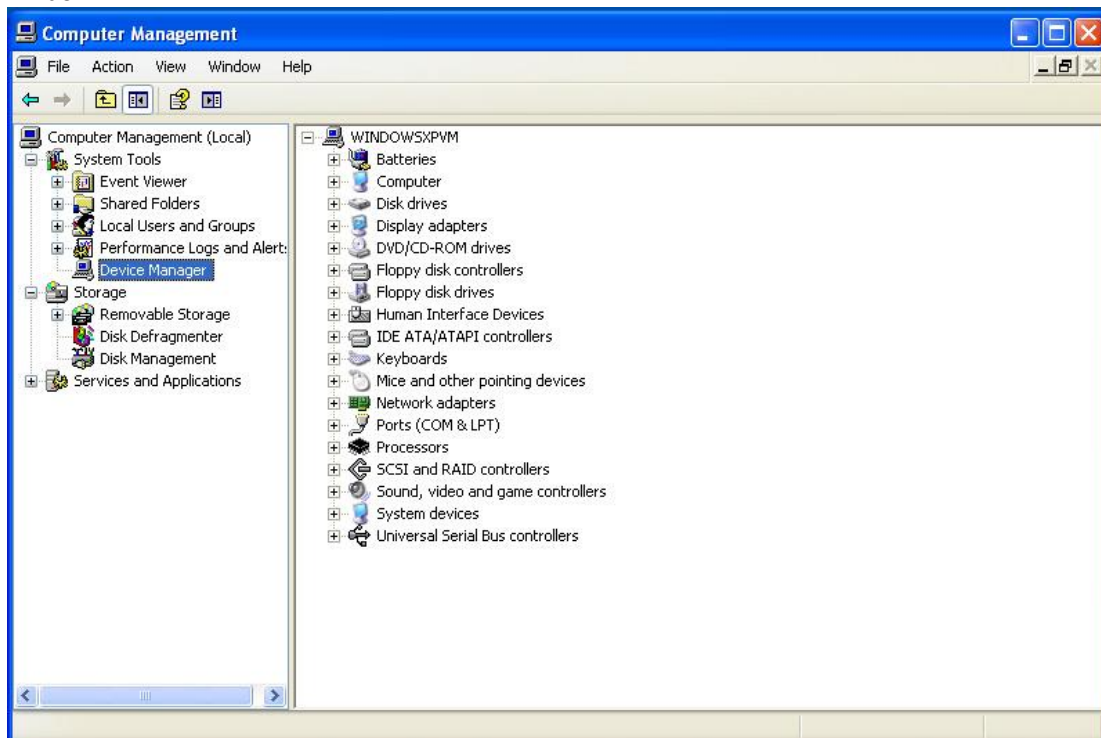 Computer Management
File Action View Window Help
Computer Management (Local)
System Tools
Event Viewer
Shared Folders
Local Users and Groups
Performance Logs and Alert
Device Manager
Storage
Removable Storage
Disk Defragmenter
Disk Management
Services and Applications
WINDOWSXPVM
Batteries
Computer
Disk drives
Display adapters
DVD/CD-ROM drives
Floppy disk controllers
Floppy disk drives
Human Interface Devices
IDE ATA/ATAPI controllers
Keyboards
Mice and other pointing devices
Network adapters
Ports (COM & LPT)
Processors
SCSI and RAID controllers
Sound, video and game controllers
System devices
Universal Serial Bus controllers